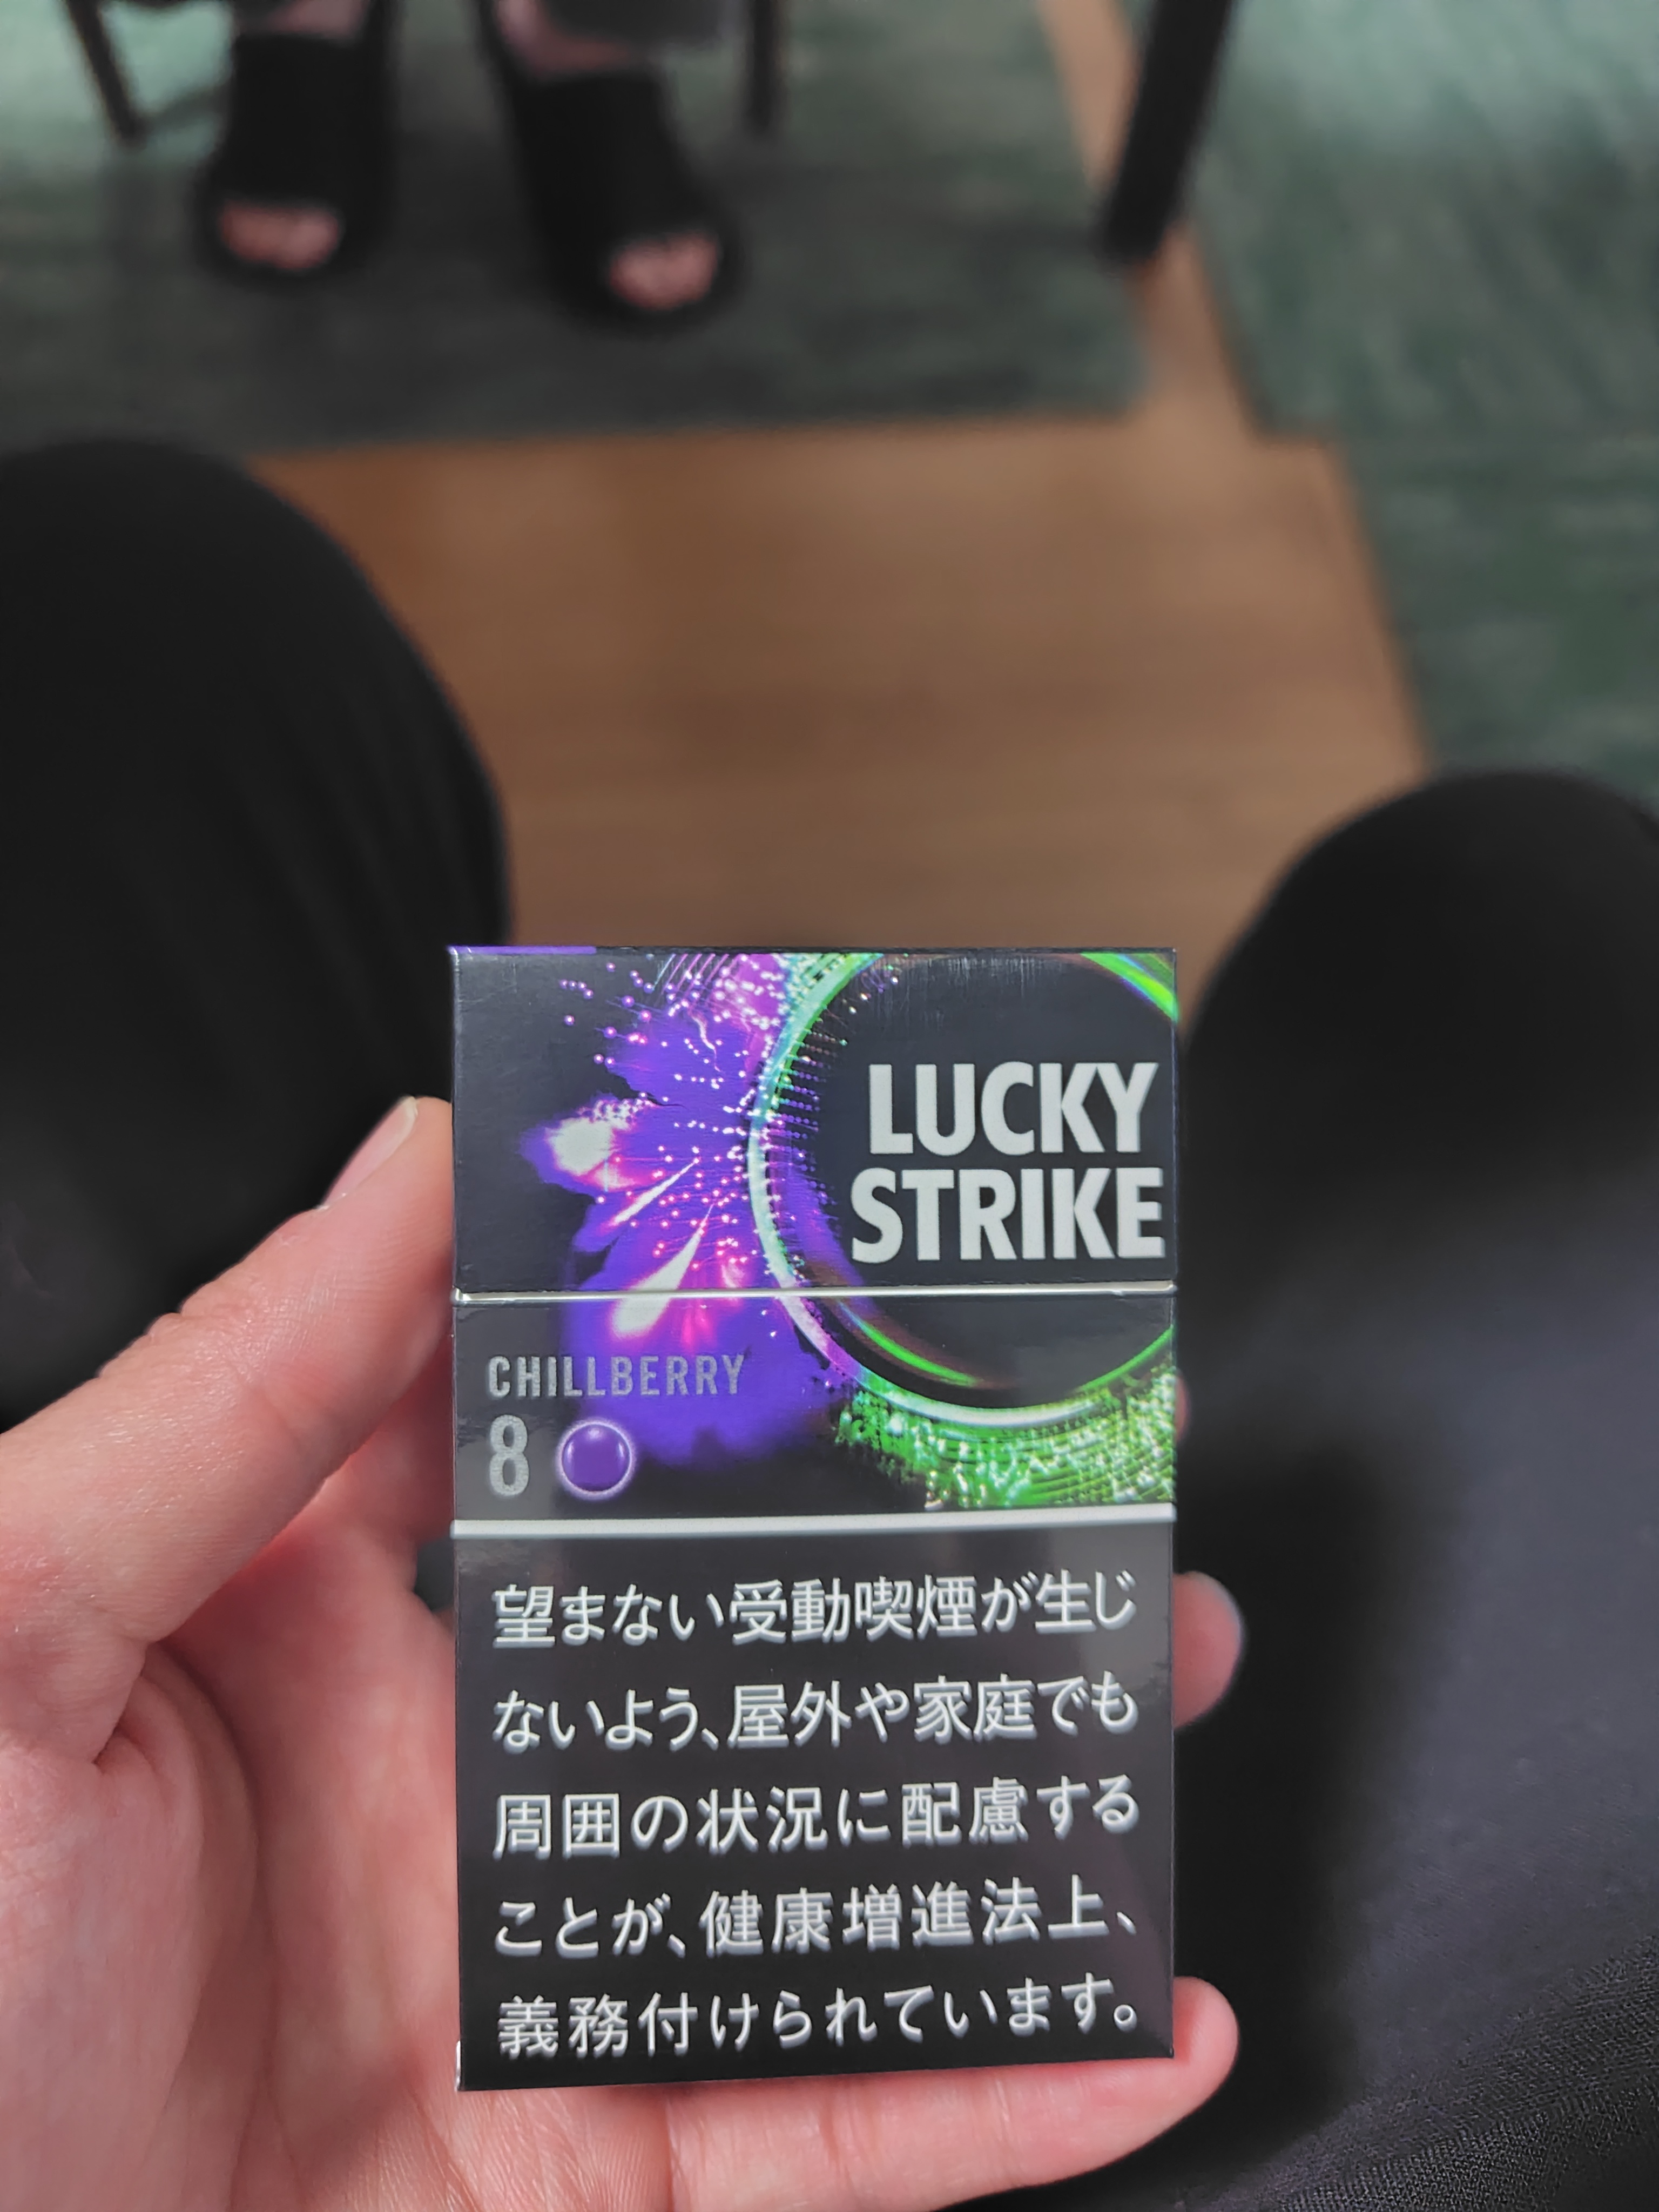 LUCKY
STRIKE
CHILLBERRY
8
望まない受動喫煙が生じ
ないよう、屋外や家庭でも
周囲の状況に配慮する
ことが、健康増進法上、
義務付けられています。